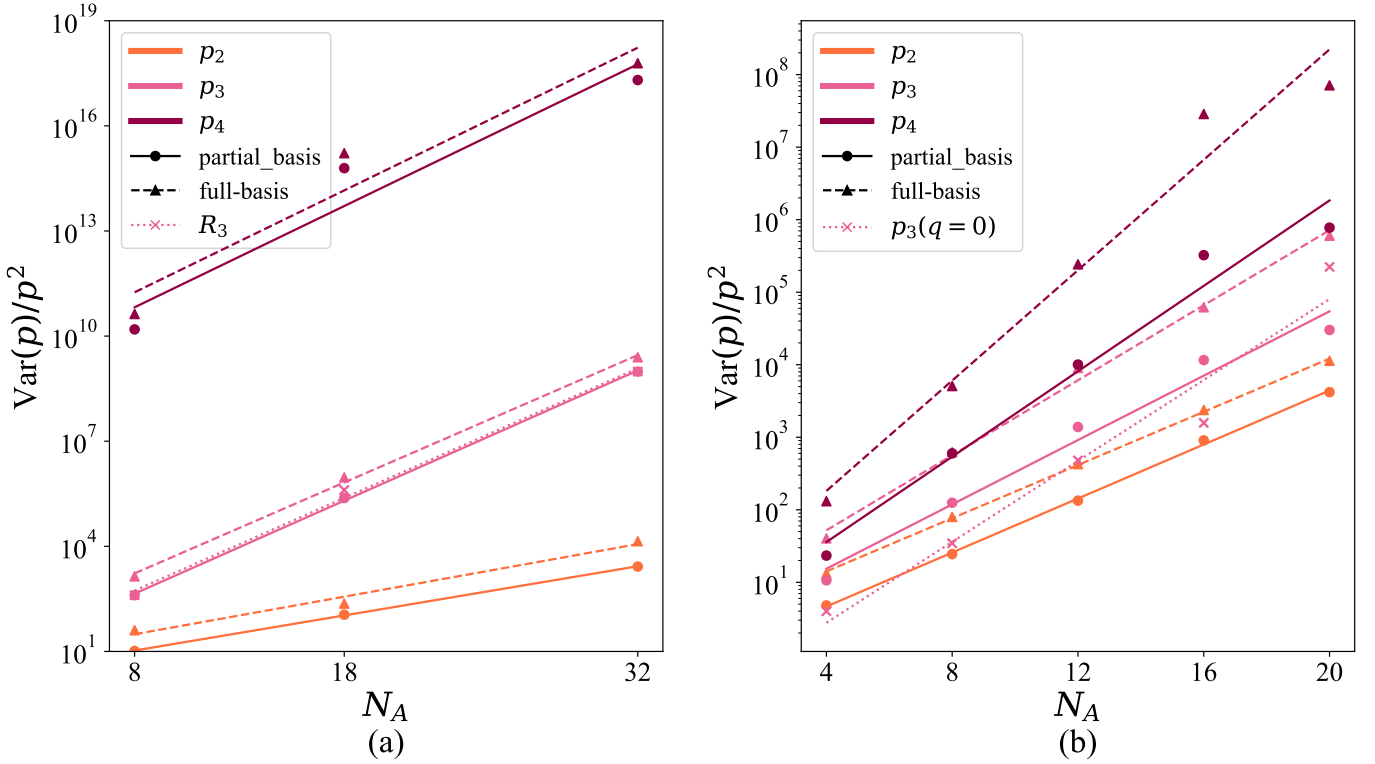 10^19
10^16
10^13
10^10
10^7
10^4
10^1
Var(p)/p^2
p_2
p_3
p_4
partial_basis
full-basis
R_3
8
18
32
N_A
(a)
10^8
10^7
10^6
10^5
10^4
10^3
10^2
10^1
Var(p)/p^2
p_2
p_3
p_4
partial_basis
full-basis
p_3(q = 0)
4
8
12
16
20
N_A
(b)